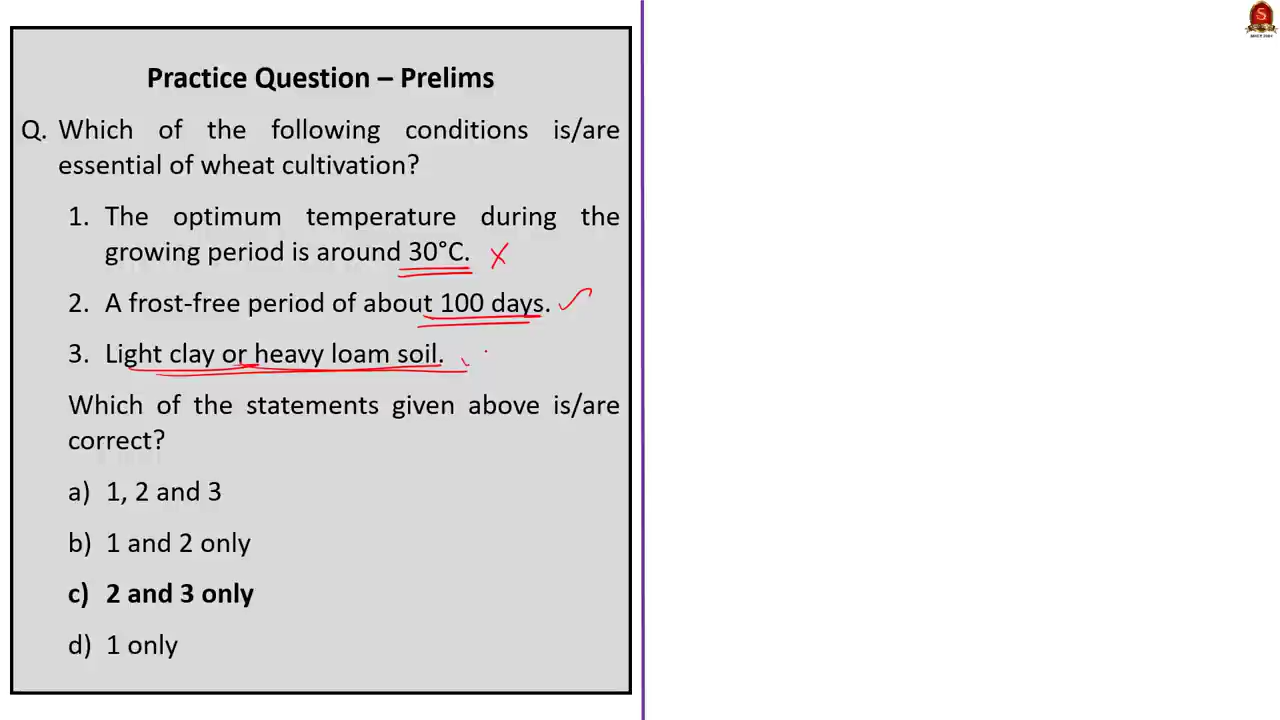 Practice Question – Prelims
Q. Which of the following conditions is/are
essential of wheat cultivation?
1. The optimum temperature during the
growing period is around 30°C.
2. A frost-free period of about 100 days.
3. Light clay or heavy loam soil.
Which of the statements given above is/are
correct?
a) 1, 2 and 3
b) 1 and 2 only
c) 2 and 3 only
d) 1 only
S